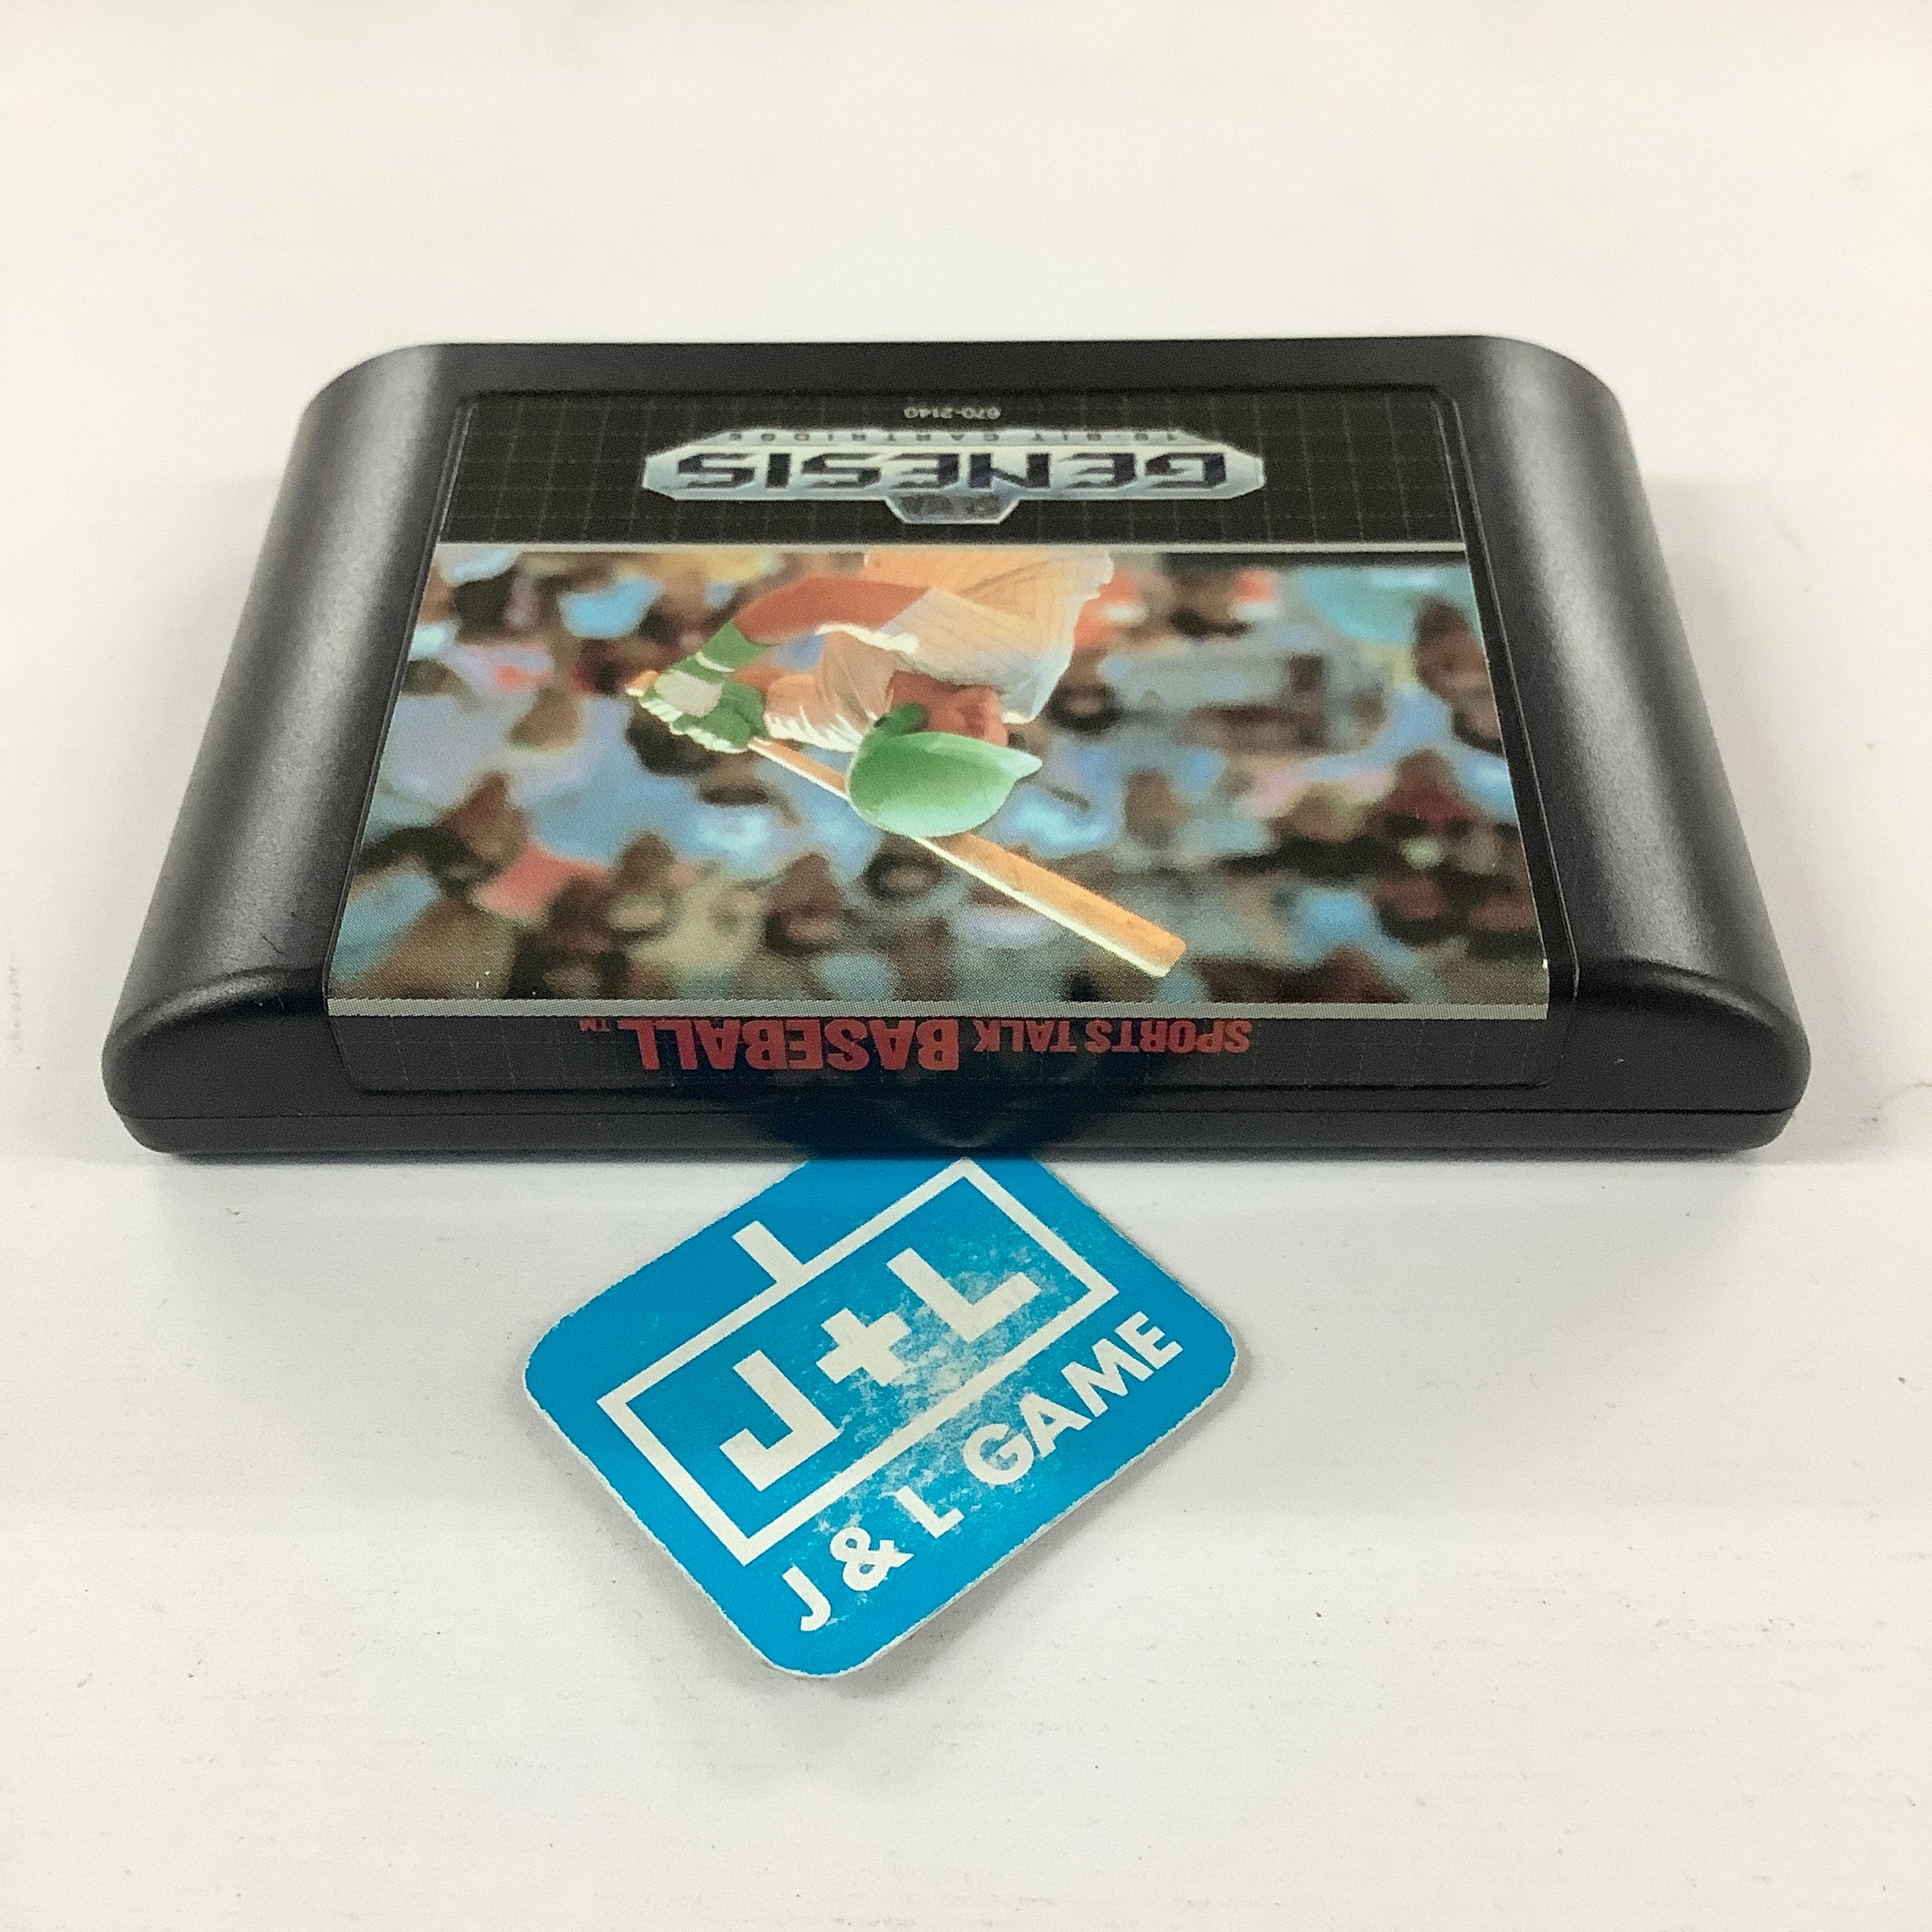 SPORTS TALK BASEBALL™
SEGA
GENESIS
16-BIT CARTRIDGE
670-2140
J+L
J & L GAME